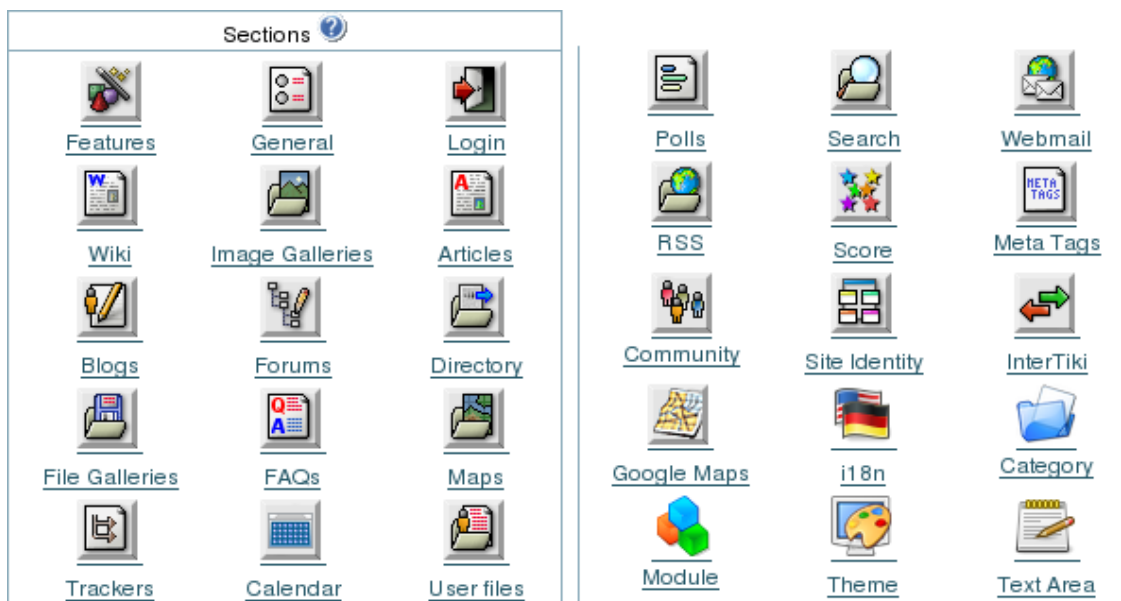 Sections ?
Features General Login
W
A
Wiki Image Galleries Articles
Blogs Forums Directory
Q
A
File Galleries FAQs Maps
Trackers Calendar User files
Polls Search Webmail
META
TAGS
RSS Score Meta Tags
Community Site Identity InterTiki
Google Maps i18n Category
Module Theme Text Area